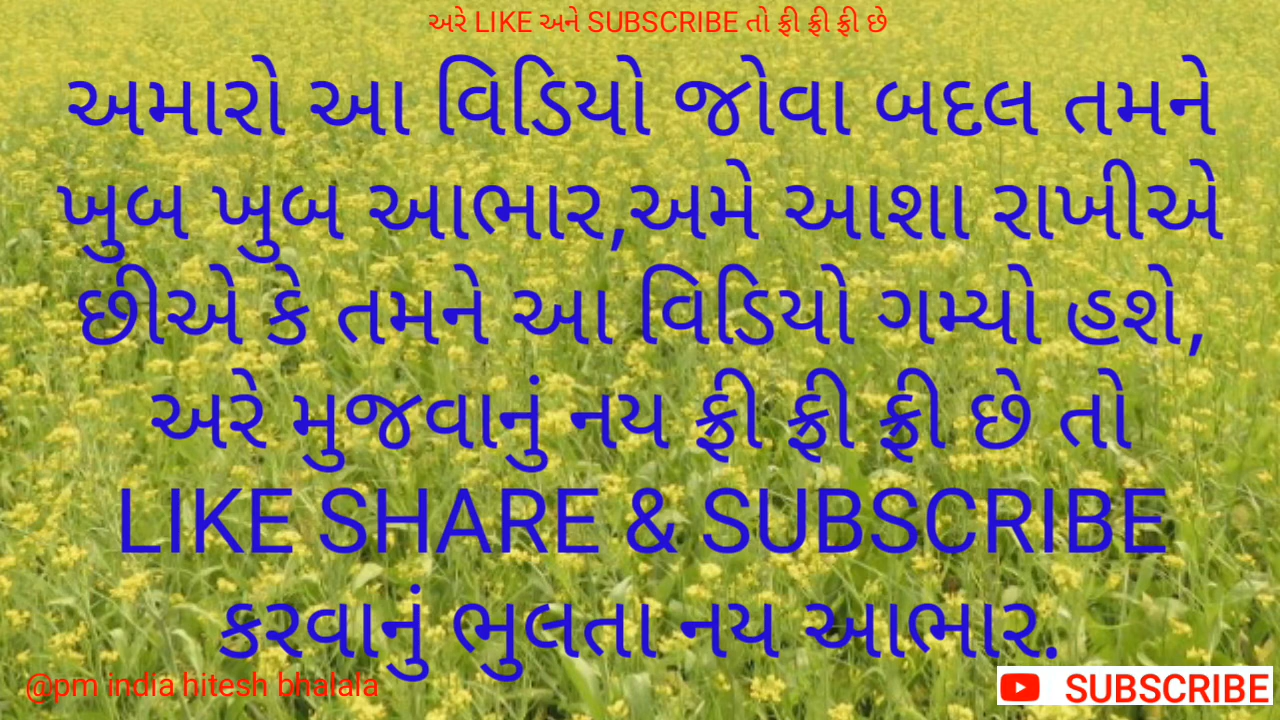 અરે LIKE અને SUBSCRIBE તો ફ્રી ફ્રી ફ્રી છે
અમારો આ વિડિયો જોવા બદલ તમને
ખુબ ખુબ આભાર,અમે આશા રાખીએ
છીએ કે તમને આ વિડિયો ગમ્યો હશે,
અરે મુજવાનું નય ફ્રી ફ્રી ફ્રી છે તો
LIKE SHARE & SUBSCRIBE
કરવાનું ભુલતા નય આભાર.
@pm india hitesh bhalala
SUBSCRIBE